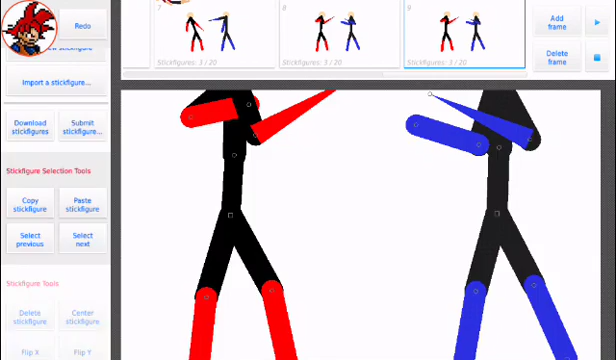 Redo
7
8
9
Stickfigures: 3 / 20
Stickfigures: 3 / 20
Stickfigures: 3 / 20
Add
frame
Delete
frame
stickfigure
Import a stickfigure...
Download
stickfigures
Submit
stickfigure...
Stickfigure Selection Tools
Copy
stickfigure
Paste
stickfigure
Select
previous
Select
next
Stickfigure Tools
Delete
stickfigure
Center
stickfigure
Flip X
Flip Y